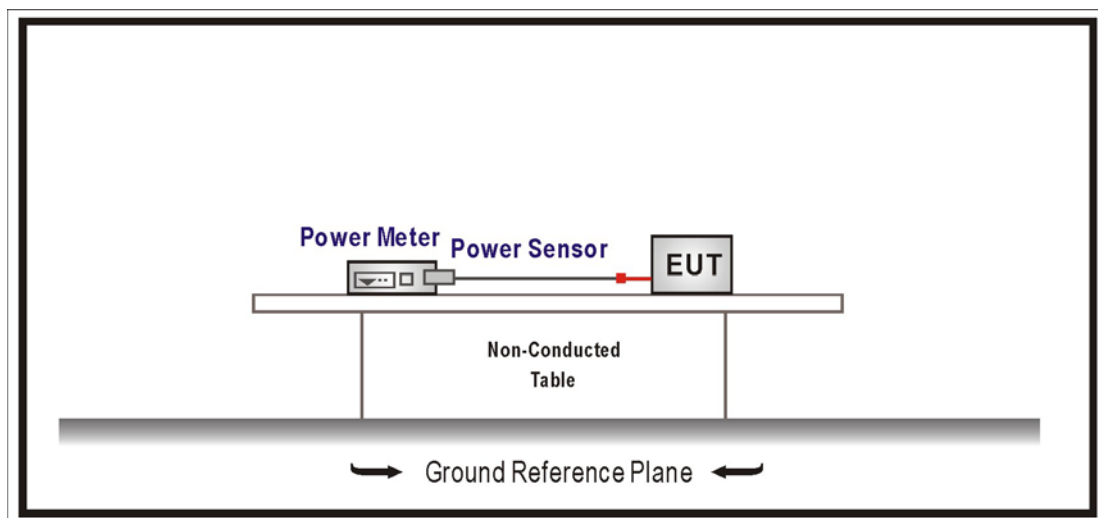 Power Meter
Power Sensor
EUT
Non-Conducted
Table
Ground Reference Plane